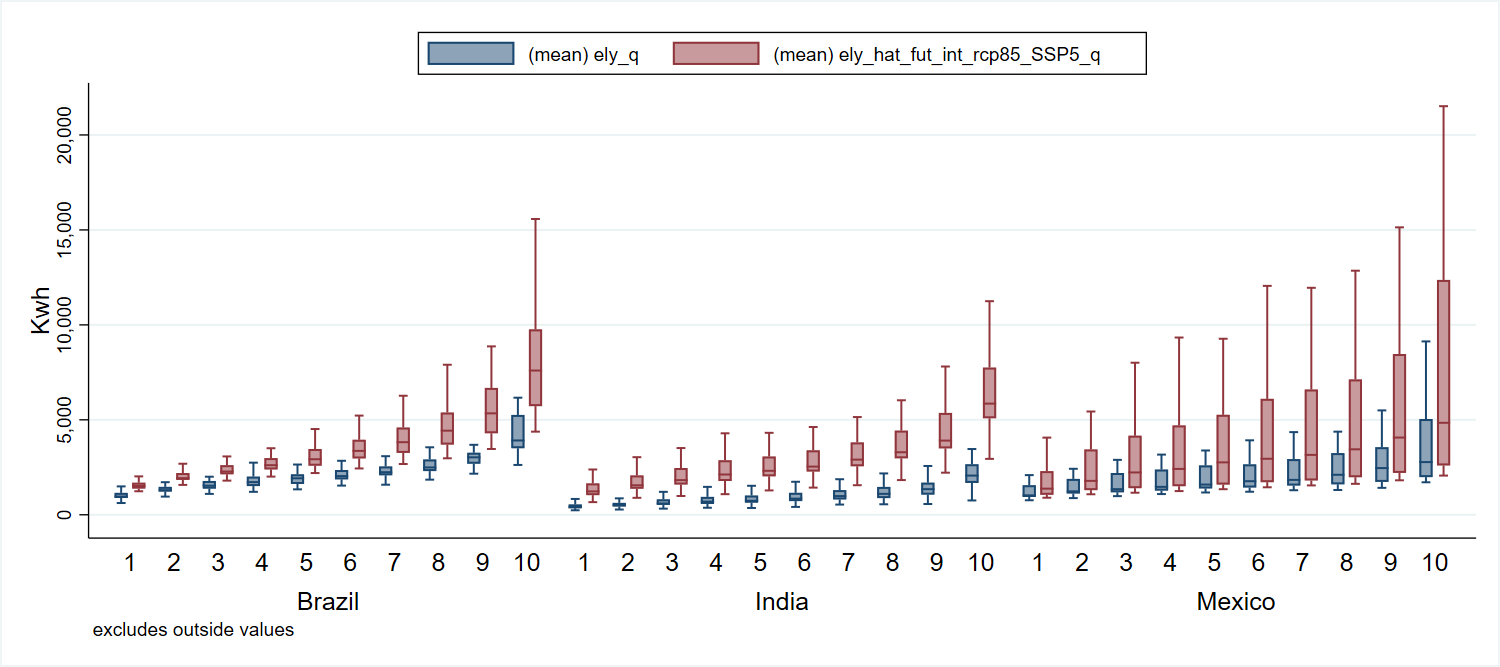 (mean) ely_q (mean) ely_hat_fut_int_rcp85_SSP5_q
20,000
15,000
10,000
5,000
0
Kwh
1 2 3 4 5 6 7 8 9 10 1 2 3 4 5 6 7 8 9 10 1 2 3 4 5 6 7 8 9 10
Brazil India Mexico
excludes outside values